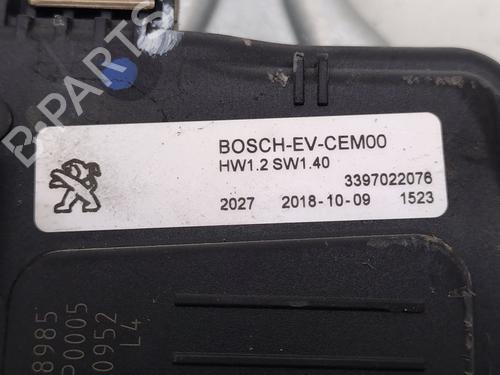 B-PARTS
BOSCH-EV-CEM00
HW1.2 SW1.40
3397022076
2027 2018-10-09 1523
8985
P0005
0952
L4